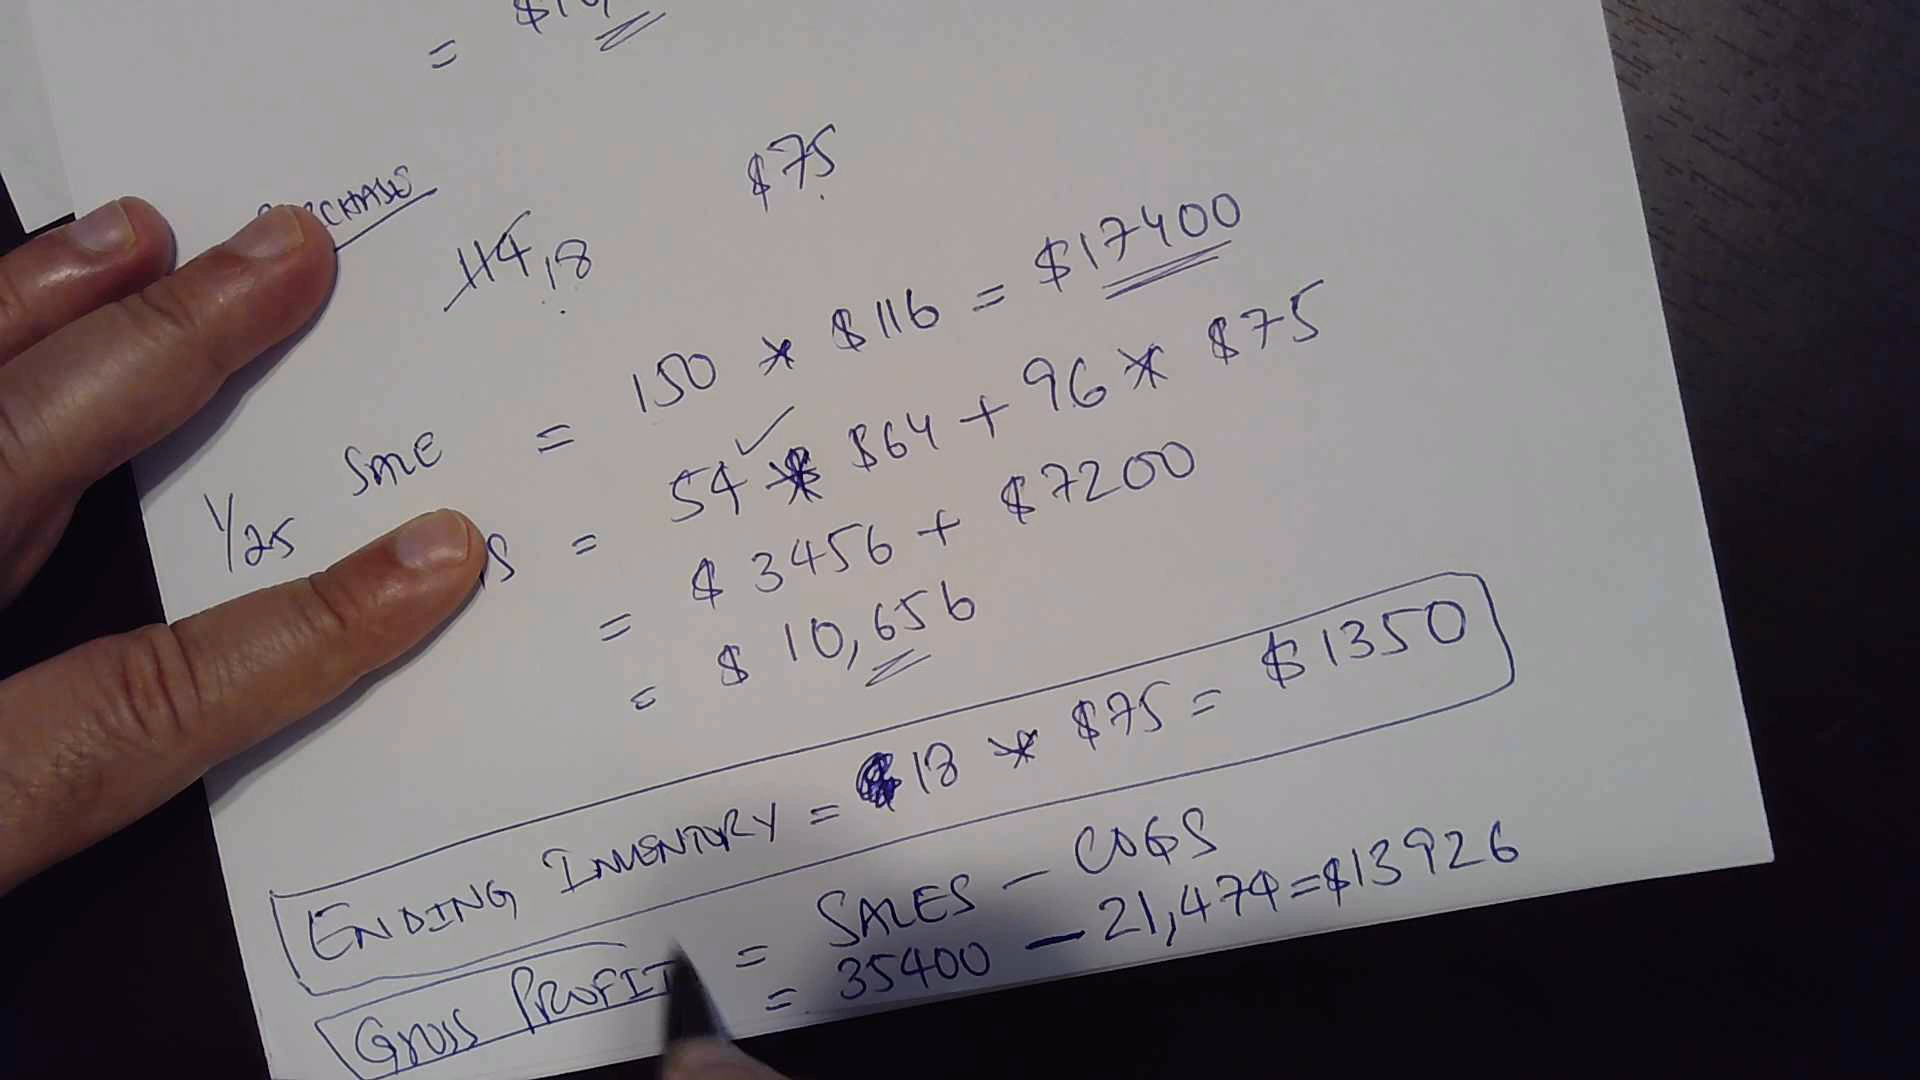 =
$75
114, 18
1/25 SALE = 150 * $116 = $17400
S = 54 * $64 + 96 * $75
= $3456 + $7200
= $10,656
ENDING INVENTORY = 18 * $75 = $1350
GROSS PROFIT = SALES - COGS
= 35400 - 21,474 = $13926